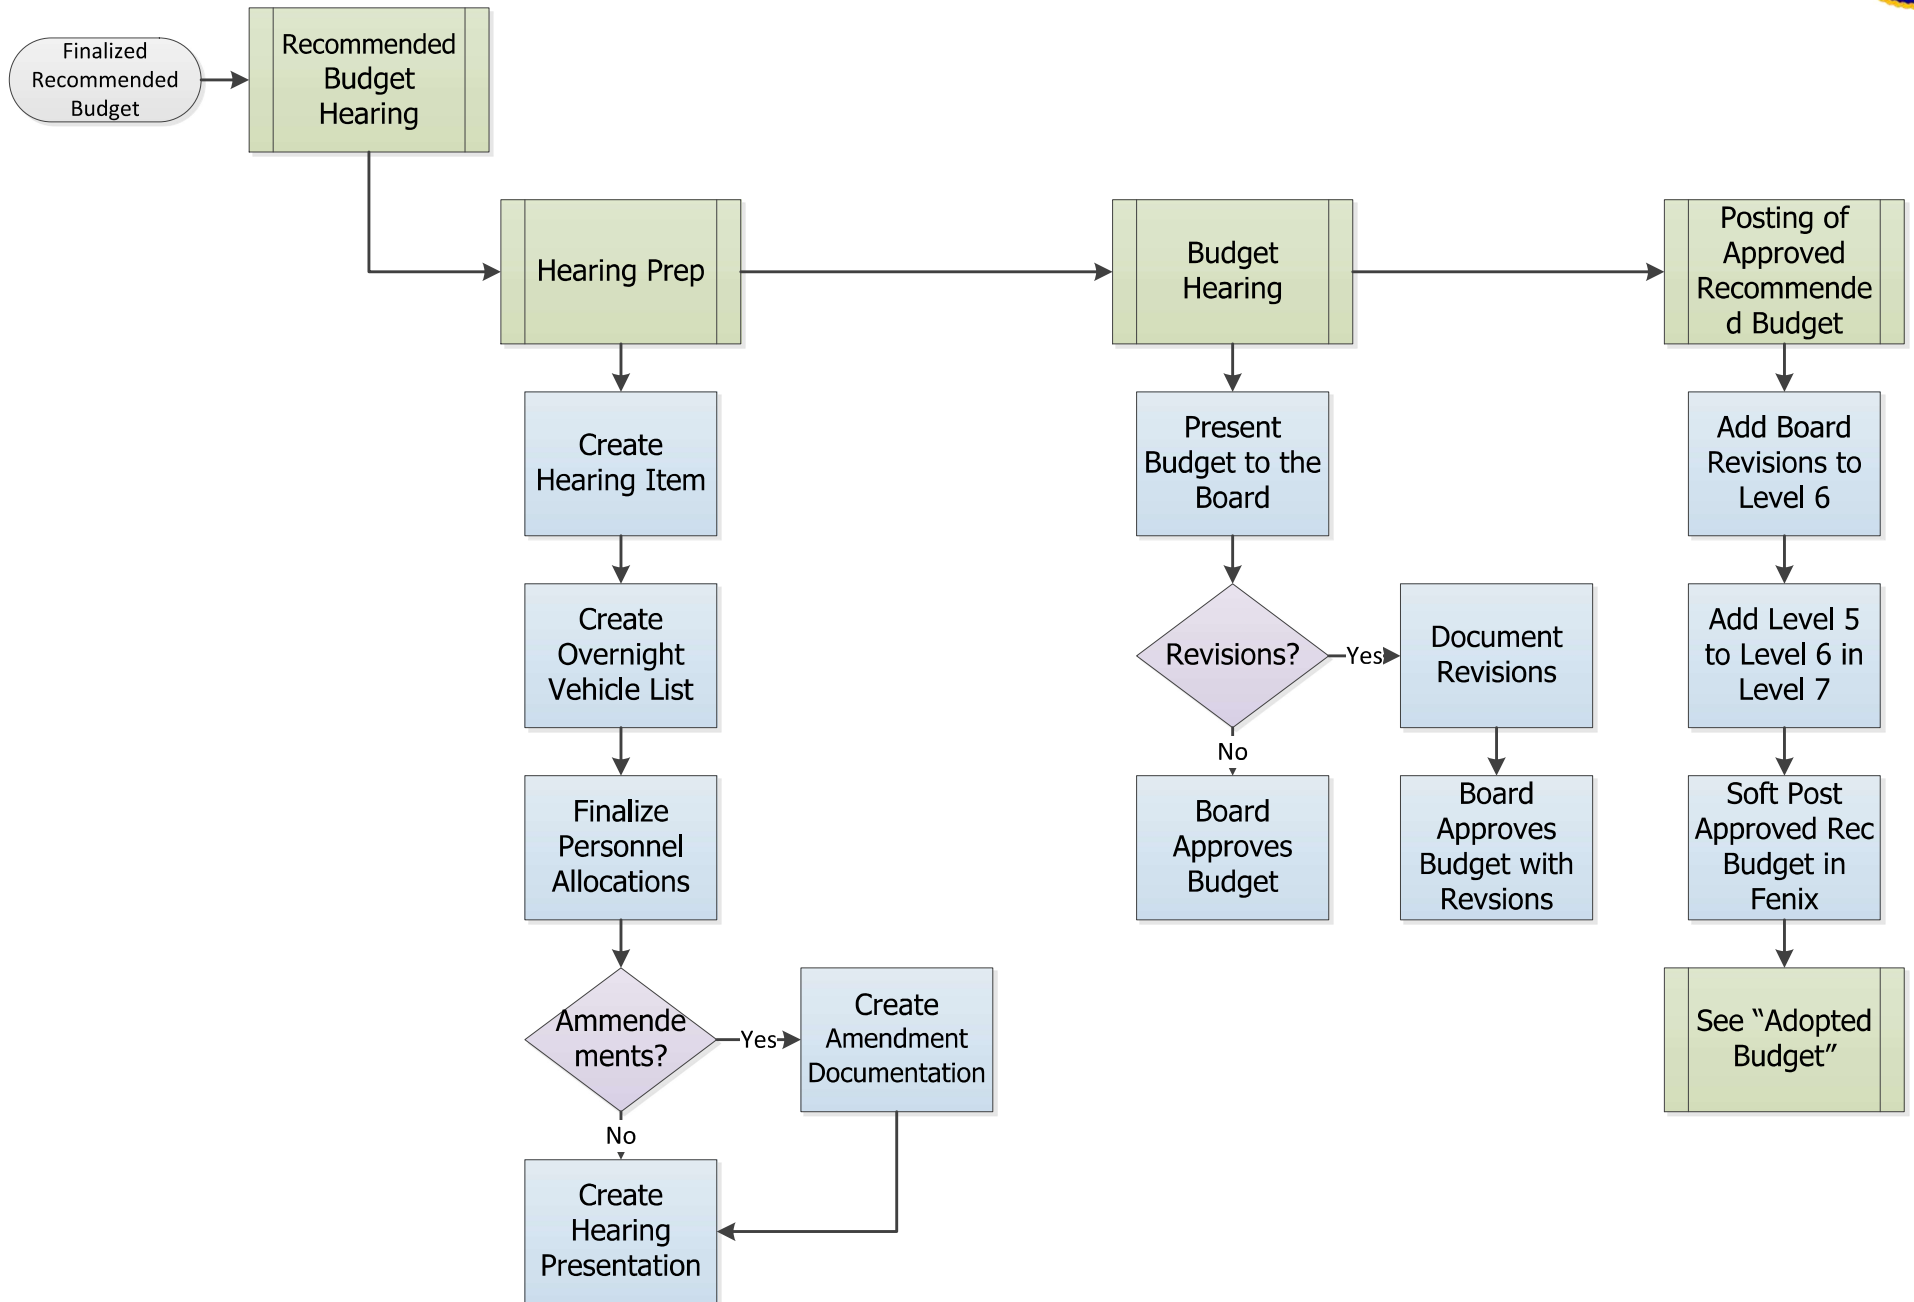 Finalized
Recommended
Budget
Recommended
Budget
Hearing
Hearing Prep
Budget
Hearing
Posting of
Approved
Recommende
d Budget
Create
Hearing Item
Create
Overnight
Vehicle List
Finalize
Personnel
Allocations
Ammende
ments?
Yes
Create
Amendment
Documentation
No
Create
Hearing
Presentation
Present
Budget to the
Board
Revisions?
Yes
Document
Revisions
No
Board
Approves
Budget
Board
Approves
Budget with
Revsions
Add Board
Revisions to
Level 6
Add Level 5
to Level 6 in
Level 7
Soft Post
Approved Rec
Budget in
Fenix
See “Adopted
Budget”